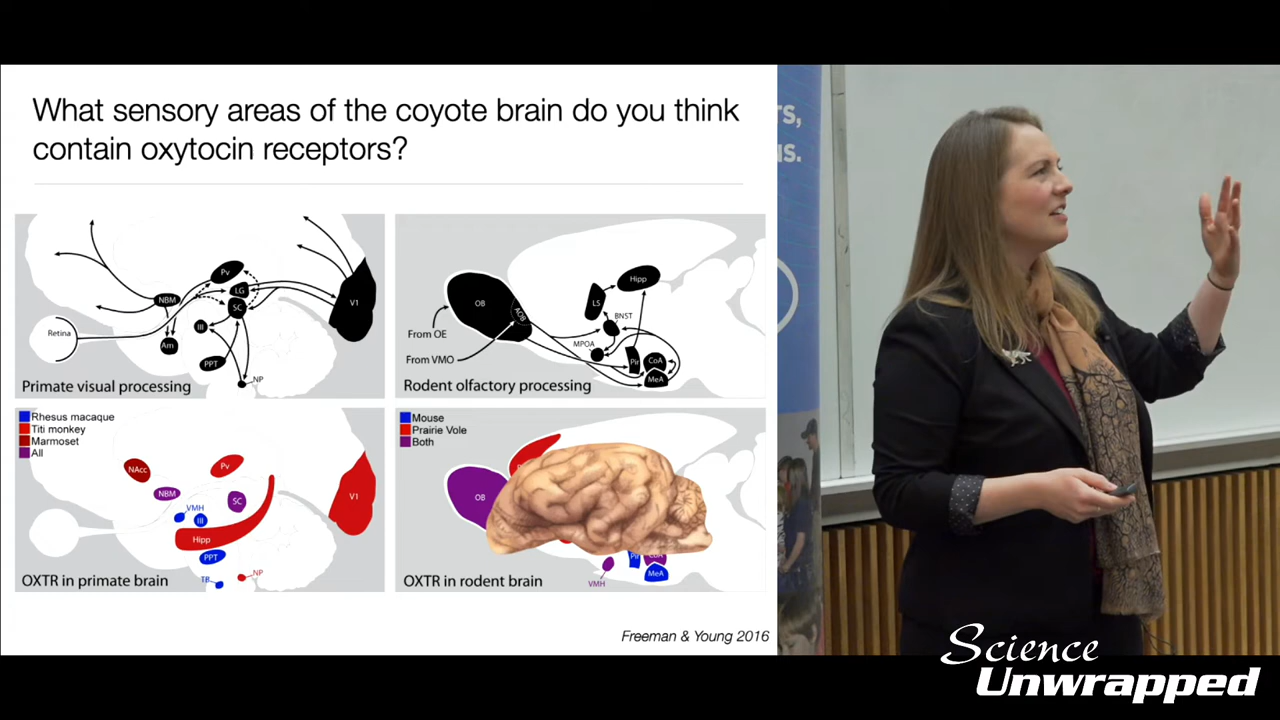 What sensory areas of the coyote brain do you think
contain oxytocin receptors?
Retina
NBM
Am
Pv
LG
SC
III
PPT
NP
V1
Primate visual processing
OB
AOB
From OE
From VMO
LS
Hipp
BNST
MPOA
Pir
CoA
MeA
Rodent olfactory processing
Rhesus macaque
Titi monkey
Marmoset
All
NAcc
Pv
NBM
SC
VMH
III
Hipp
PPT
TB
NP
V1
OXTR in primate brain
Mouse
Prairie Vole
Both
OB
Pir
CoA
MeA
VMH
OXTR in rodent brain
Freeman & Young 2016
Science
Unwrapped